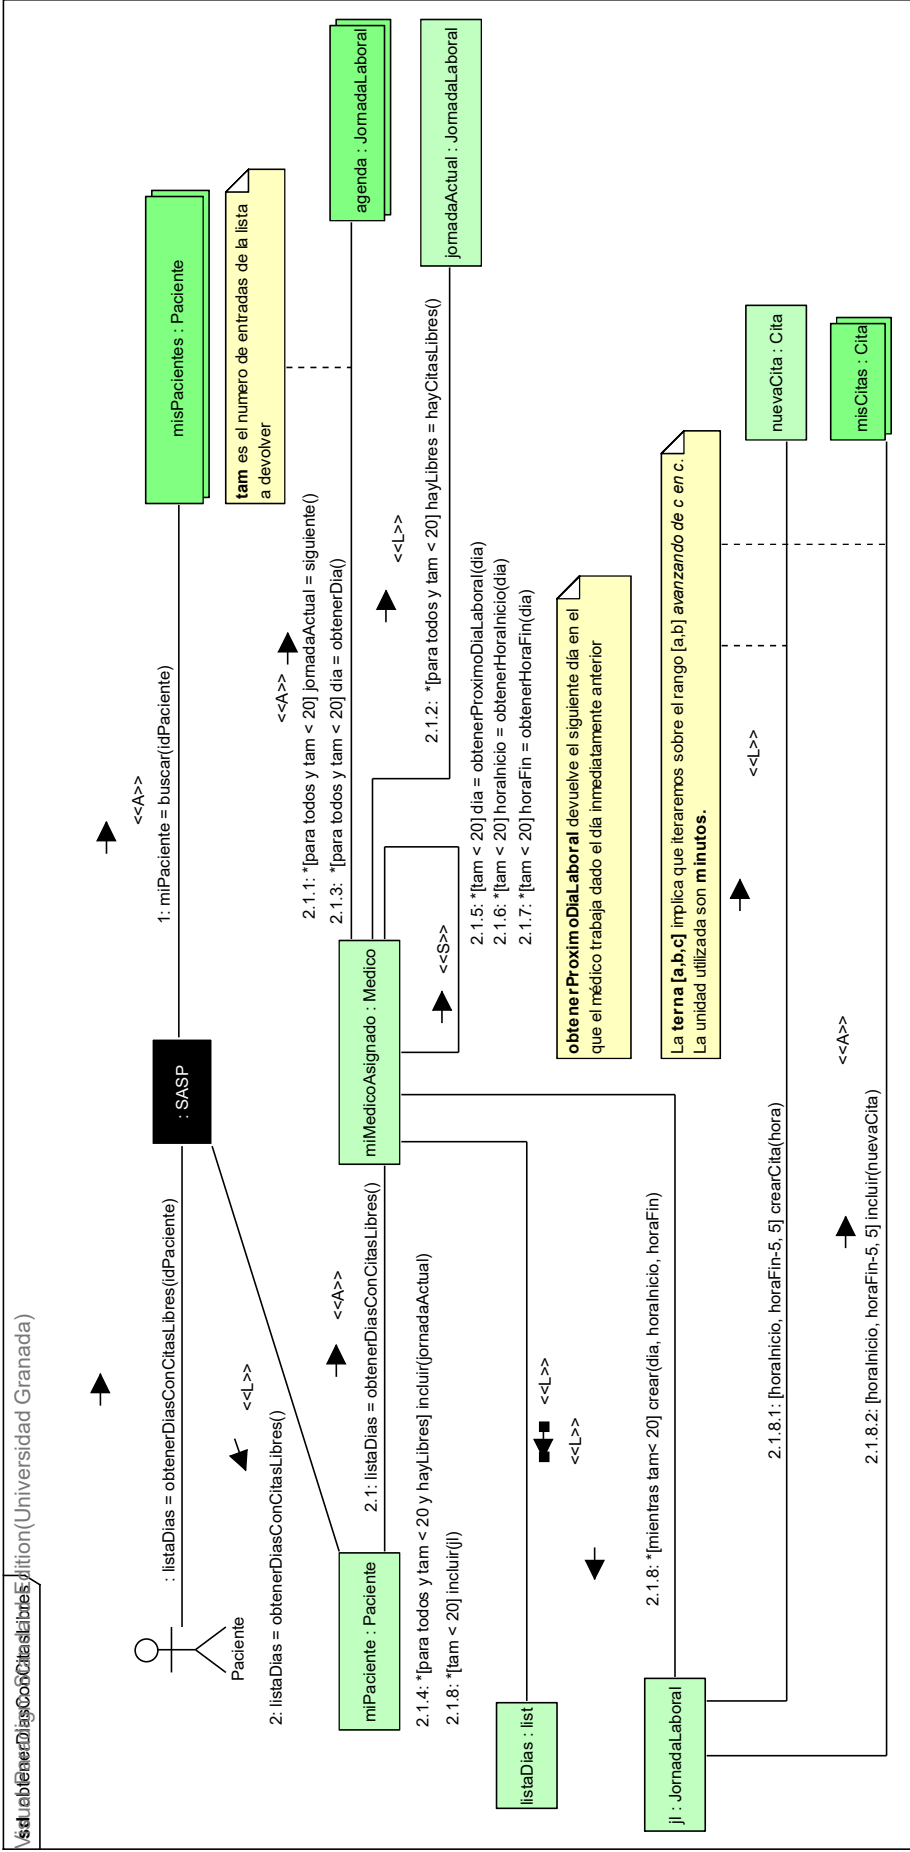 Visual Paradigm Standard Edition(Universidad Granada)
sd obtenerDiasConCitasLibres
: listaDias = obtenerDiasConCitasLibres(idPaciente)
Paciente
: SASP
<<A>>
1: miPaciente = buscar(idPaciente)
misPacientes : Paciente
tam es el numero de entradas de la lista
a devolver
<<L>>
2: listaDias = obtenerDiasConCitasLibres()
miPaciente : Paciente
<<A>>
2.1: listaDias = obtenerDiasConCitasLibres()
miMedicoAsignado : Medico
<<A>>
2.1.1: *[para todos y tam < 20] jornadaActual = siguiente()
2.1.3:  *[para todos y tam < 20] dia = obtenerDia()
agenda : JornadaLaboral
<<L>>
2.1.2:  *[para todos y tam < 20] hayLibres = hayCitasLibres()
jornadaActual : JornadaLaboral
<<S>>
2.1.5: *[tam < 20] dia = obtenerProximoDiaLaboral(dia)
2.1.6: *[tam < 20] horaInicio = obtenerHoraInicio(dia)
2.1.7: *[tam < 20] horaFin = obtenerHoraFin(dia)
2.1.4: *[para todos y tam < 20 y hayLibres] incluir(jornadaActual)
2.1.8: *[tam < 20] incluir(jl)
<<L>>
<<L>>
listaDias : list
obtenerProximoDiaLaboral devuelve el siguiente día en el
que el médico trabaja dado el día inmediatamente anterior
2.1.8: *[mientras tam< 20] crear(dia, horaInicio, horaFin)
jl : JornadaLaboral
La terna [a,b,c] implica que iteraremos sobre el rango [a,b] avanzando de c en c.
La unidad utilizada son minutos.
<<L>>
2.1.8.1: [horaInicio, horaFin-5, 5] crearCita(hora)
nuevaCita : Cita
<<A>>
2.1.8.2: [horaInicio, horaFin-5, 5] incluir(nuevaCita)
misCitas : Cita